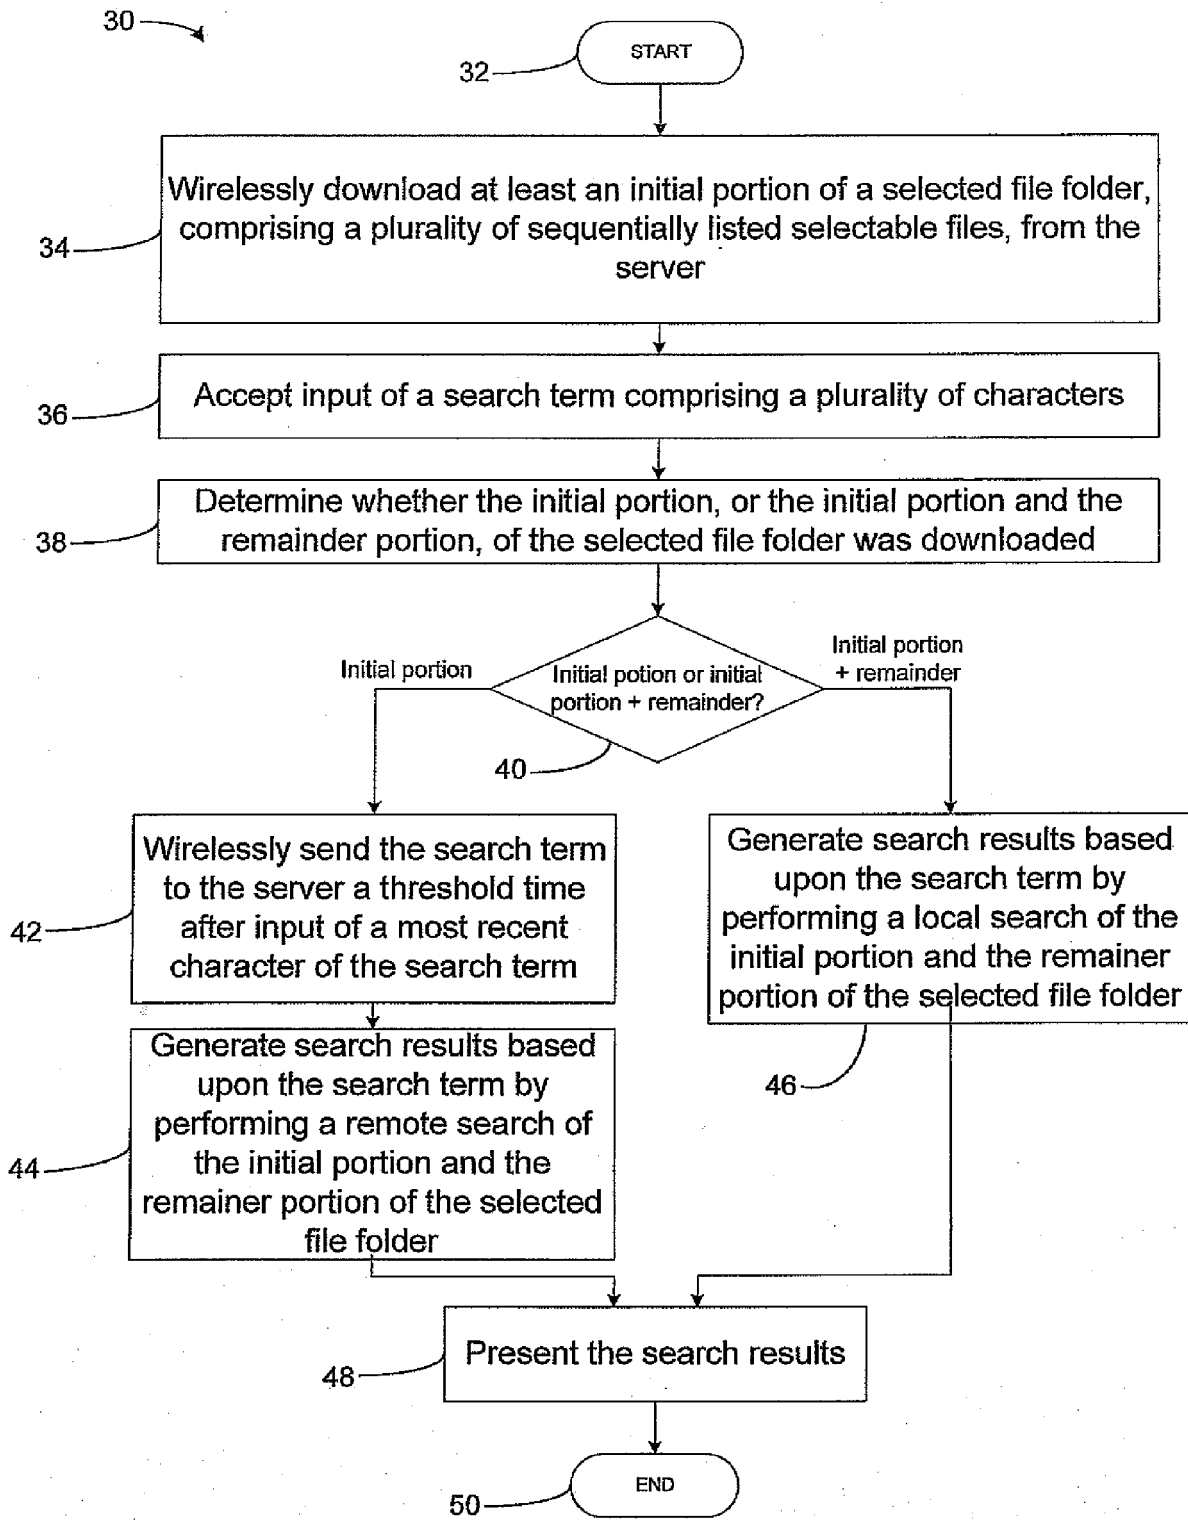 30
START
32
Wirelessly download at least an initial portion of a selected file folder,
comprising a plurality of sequentially listed selectable files, from the
server
34
Accept input of a search term comprising a plurality of characters
36
Determine whether the initial portion, or the initial portion and the
remainder portion, of the selected file folder was downloaded
38
Initial portion
Initial potion or initial
portion + remainder?
Initial portion
+ remainder
40
Wirelessly send the search term
to the server a threshold time
after input of a most recent
character of the search term
42
Generate search results based
upon the search term by
performing a local search of the
initial portion and the remainer
portion of the selected file folder
46
Generate search results based
upon the search term by
performing a remote search of
the initial portion and the
remainer portion of the selected
file folder
44
Present the search results
48
END
50